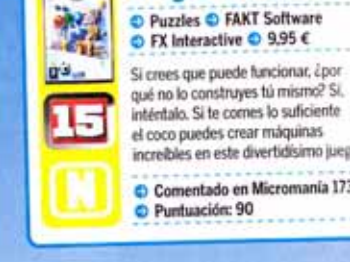 Puzzles FAKT Software
FX Interactive 9,95 €
Si crees que puede funcionar, ¿por
qué no lo construyes tú mismo? Sí,
inténtalo. Si te comes lo suficiente
el coco puedes crear máquinas
increíbles en este divertidísimo jueg
15
N
Comentado en Micromanía 173
Puntuación: 90